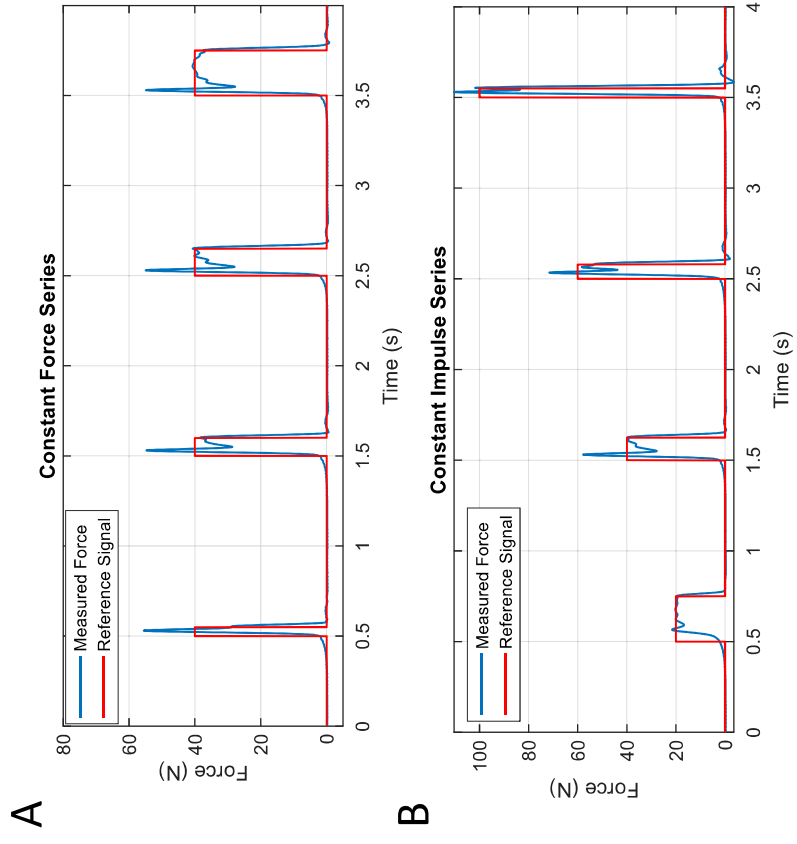 A
Constant Force Series
Measured Force
Reference Signal
Force (N)
80
60
40
20
0
0
0.5
1
1.5
2
2.5
3
3.5
Time (s)
B
Constant Impulse Series
Measured Force
Reference Signal
Force (N)
100
80
60
40
20
0
0
0.5
1
1.5
2
2.5
3
3.5
4
Time (s)